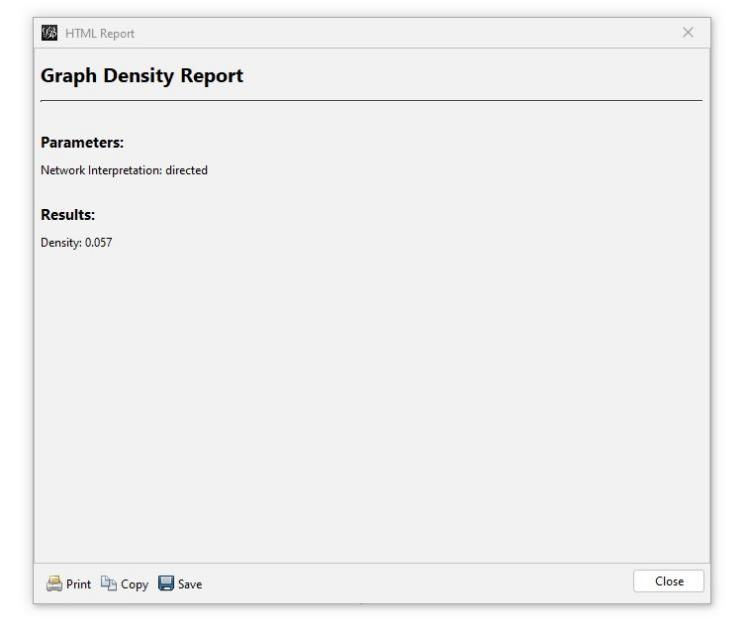 HTML Report
Graph Density Report
Parameters:
Network Interpretation: directed
Results:
Density: 0.057
Print Copy Save Close